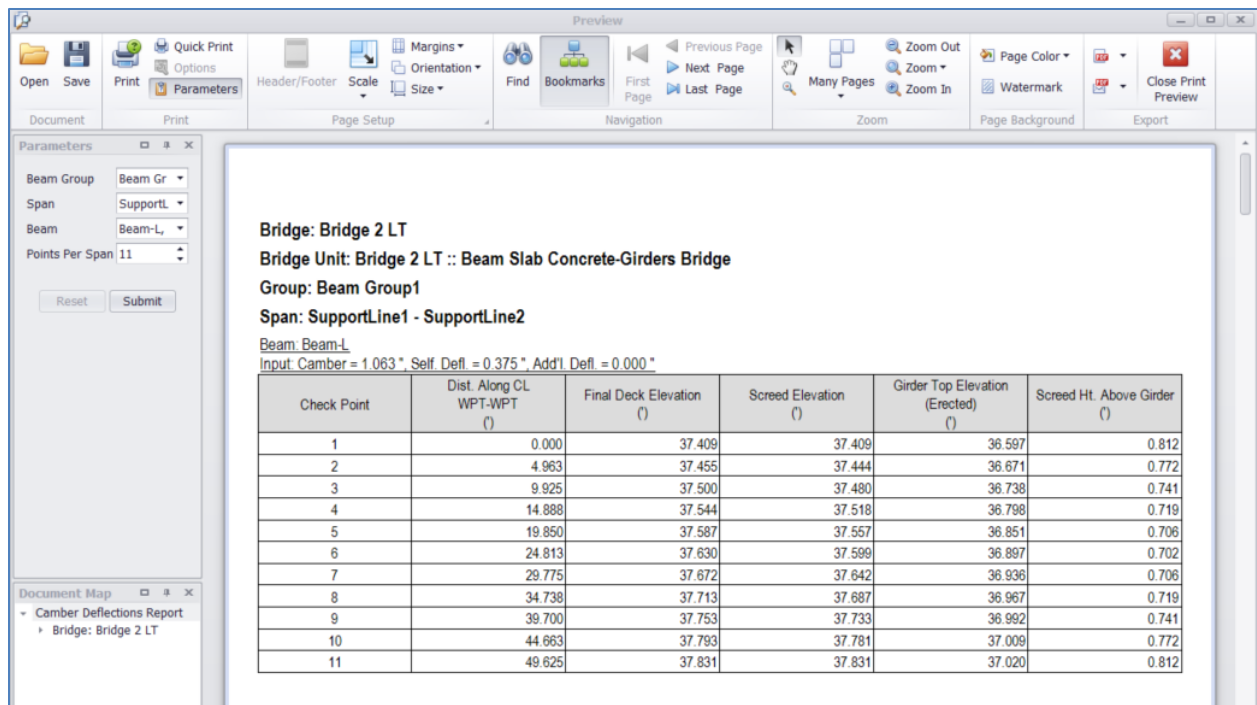 Preview
Open Save Print Quick Print Options Parameters Header/Footer Scale Margins Orientation Size Find Bookmarks First Page Previous Page Next Page Last Page Many Pages Zoom Out Zoom Zoom In Page Color Watermark Close Print Preview
Document Print Page Setup Navigation Zoom Page Background Export
Parameters
Beam Group Beam Gr
Span SupportL
Beam Beam-L,
Points Per Span 11
Reset Submit
Document Map
Camber Deflections Report
Bridge: Bridge 2 LT
Bridge: Bridge 2 LT
Bridge Unit: Bridge 2 LT :: Beam Slab Concrete-Girders Bridge
Group: Beam Group1
Span: SupportLine1 - SupportLine2
Beam: Beam-L
Input: Camber = 1.063 ", Self. Defl. = 0.375 ", Add'l. Defl. = 0.000 "
Check Point Dist. Along CL WPT-WPT (') Final Deck Elevation (') Screed Elevation (') Girder Top Elevation (Erected) (') Screed Ht. Above Girder (')
1 0.000 37.409 37.409 36.597 0.812
2 4.963 37.455 37.444 36.671 0.772
3 9.925 37.500 37.480 36.738 0.741
4 14.888 37.544 37.518 36.798 0.719
5 19.850 37.587 37.557 36.851 0.706
6 24.813 37.630 37.599 36.897 0.702
7 29.775 37.672 37.642 36.936 0.706
8 34.738 37.713 37.687 36.967 0.719
9 39.700 37.753 37.733 36.992 0.741
10 44.663 37.793 37.781 37.009 0.772
11 49.625 37.831 37.831 37.020 0.812